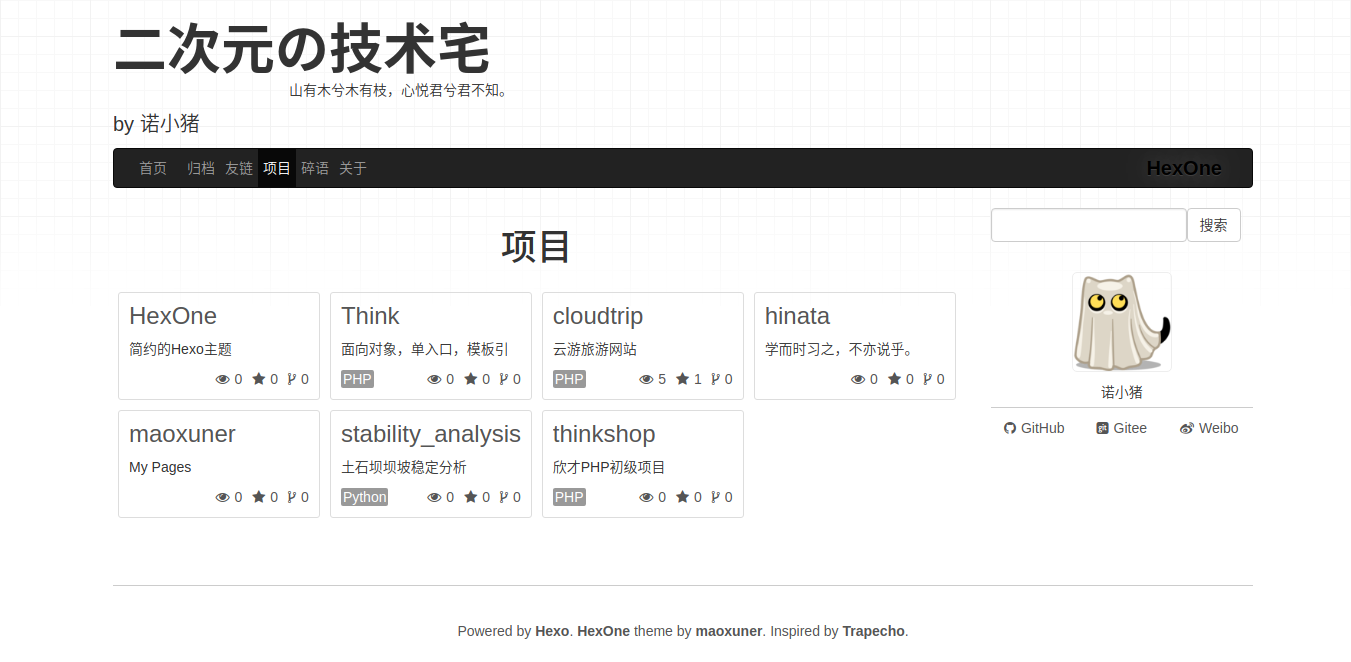 二次元の技术宅
山有木兮木有枝，心悦君兮君不知。
by 诺小猪
首页 归档 友链 项目 碎语 关于 HexOne
搜索
项目
HexOne
简约的Hexo主题
0 0 0
Think
面向对象，单入口，模板引
PHP 0 0 0
cloudtrip
云游旅游网站
PHP 5 1 0
hinata
学而时习之，不亦说乎。
0 0 0
maoxuner
My Pages
0 0 0
stability_analysis
土石坝坝坡稳定分析
Python 0 0 0
thinkshop
欣才PHP初级项目
PHP 0 0 0
诺小猪
GitHub Gitee Weibo
Powered by Hexo. HexOne theme by maoxuner. Inspired by Trapecho.